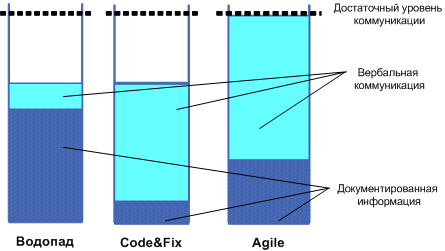 Достаточный уровень
коммуникации
Вербальная
коммуникация
Документированная
информация
Водопад
Code&Fix
Agile